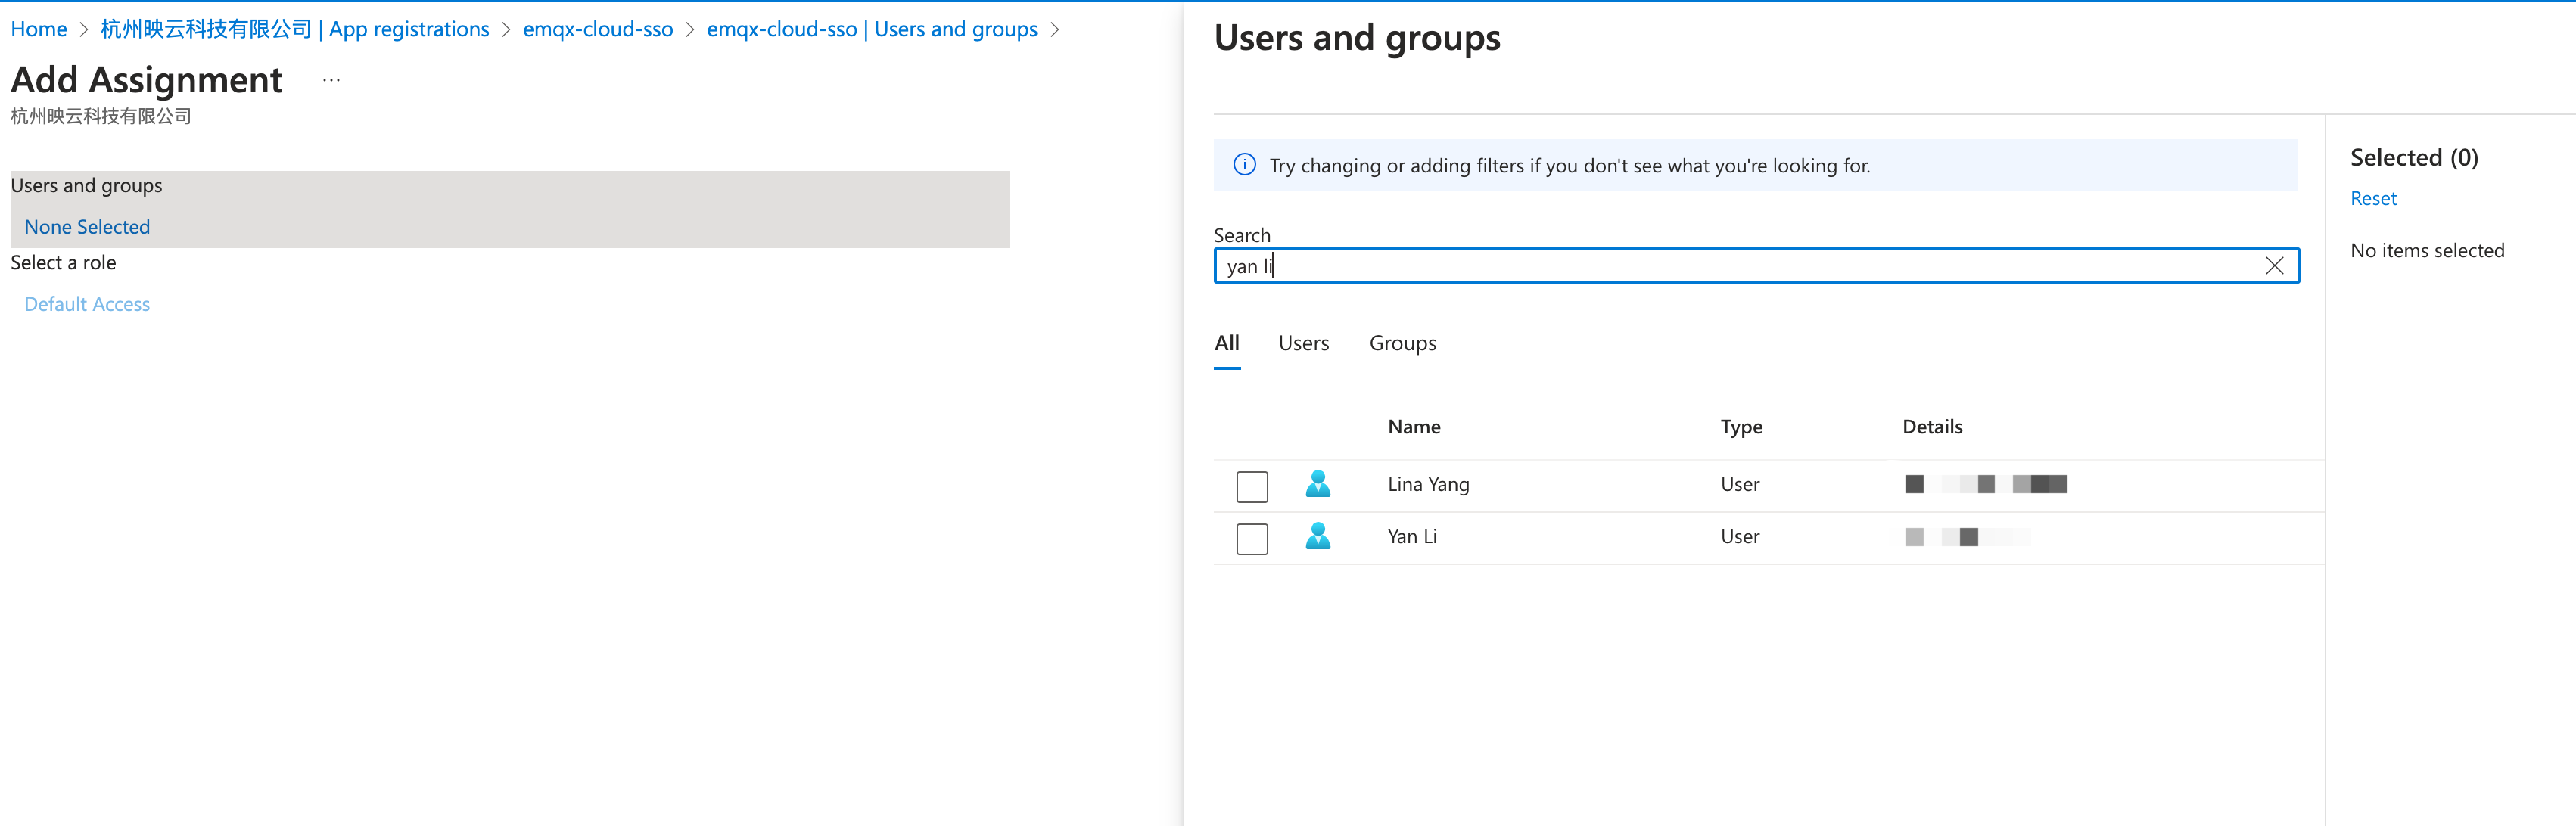 Home > 杭州映云科技有限公司 | App registrations > emqx-cloud-sso > emqx-cloud-sso | Users and groups >
Add Assignment ...
杭州映云科技有限公司
Users and groups
None Selected
Select a role
Default Access
Users and groups
Try changing or adding filters if you don't see what you're looking for.
Search
yan li
All Users Groups
Name Type Details
Lina Yang User
Yan Li User
Selected (0)
Reset
No items selected